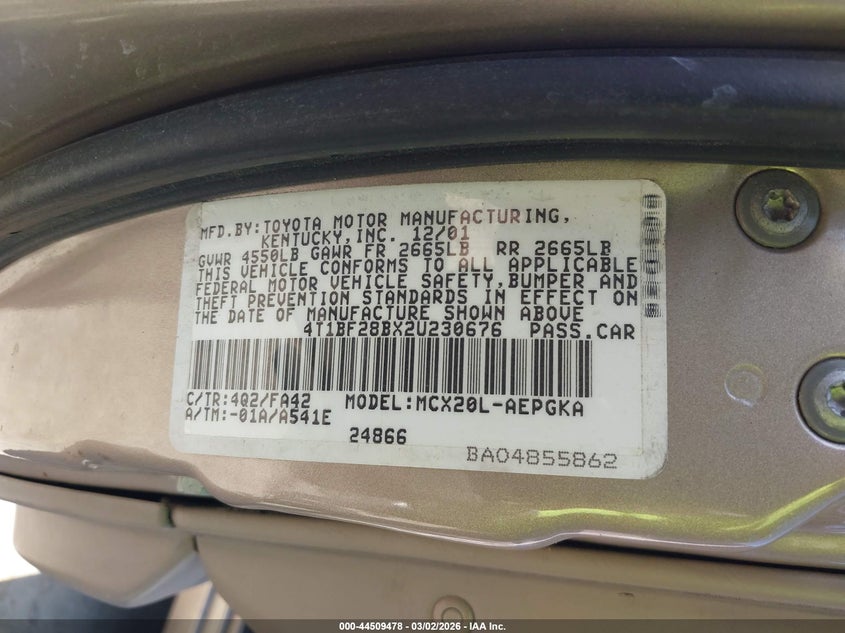 MFD.BY:TOYOTA MOTOR MANUFACTURING,
KENTUCKY,INC. 12/01
GVWR 4550LB GAWR FR 2665LB RR 2665LB
THIS VEHICLE CONFORMS TO ALL APPLICABLE
FEDERAL MOTOR VEHICLE SAFETY,BUMPER AND
THEFT PREVENTION STANDARDS IN EFFECT ON
THE DATE OF MANUFACTURE SHOWN ABOVE
4T1BF28BX2U230676 PASS.CAR
C/TR:4Q2/FA42 MODEL:MCX20L-AEPGKA
A/TM:-01A/A541E
24866
BA04855862
000-44509478 - 03/02/2026 - IAA Inc.